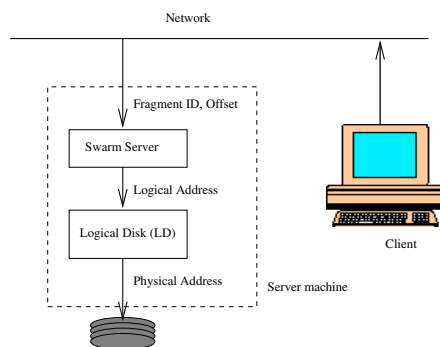 Network
Fragment ID, Offset
Swarm Server
Logical Address
Logical Disk (LD)
Client
Physical Address
Server machine